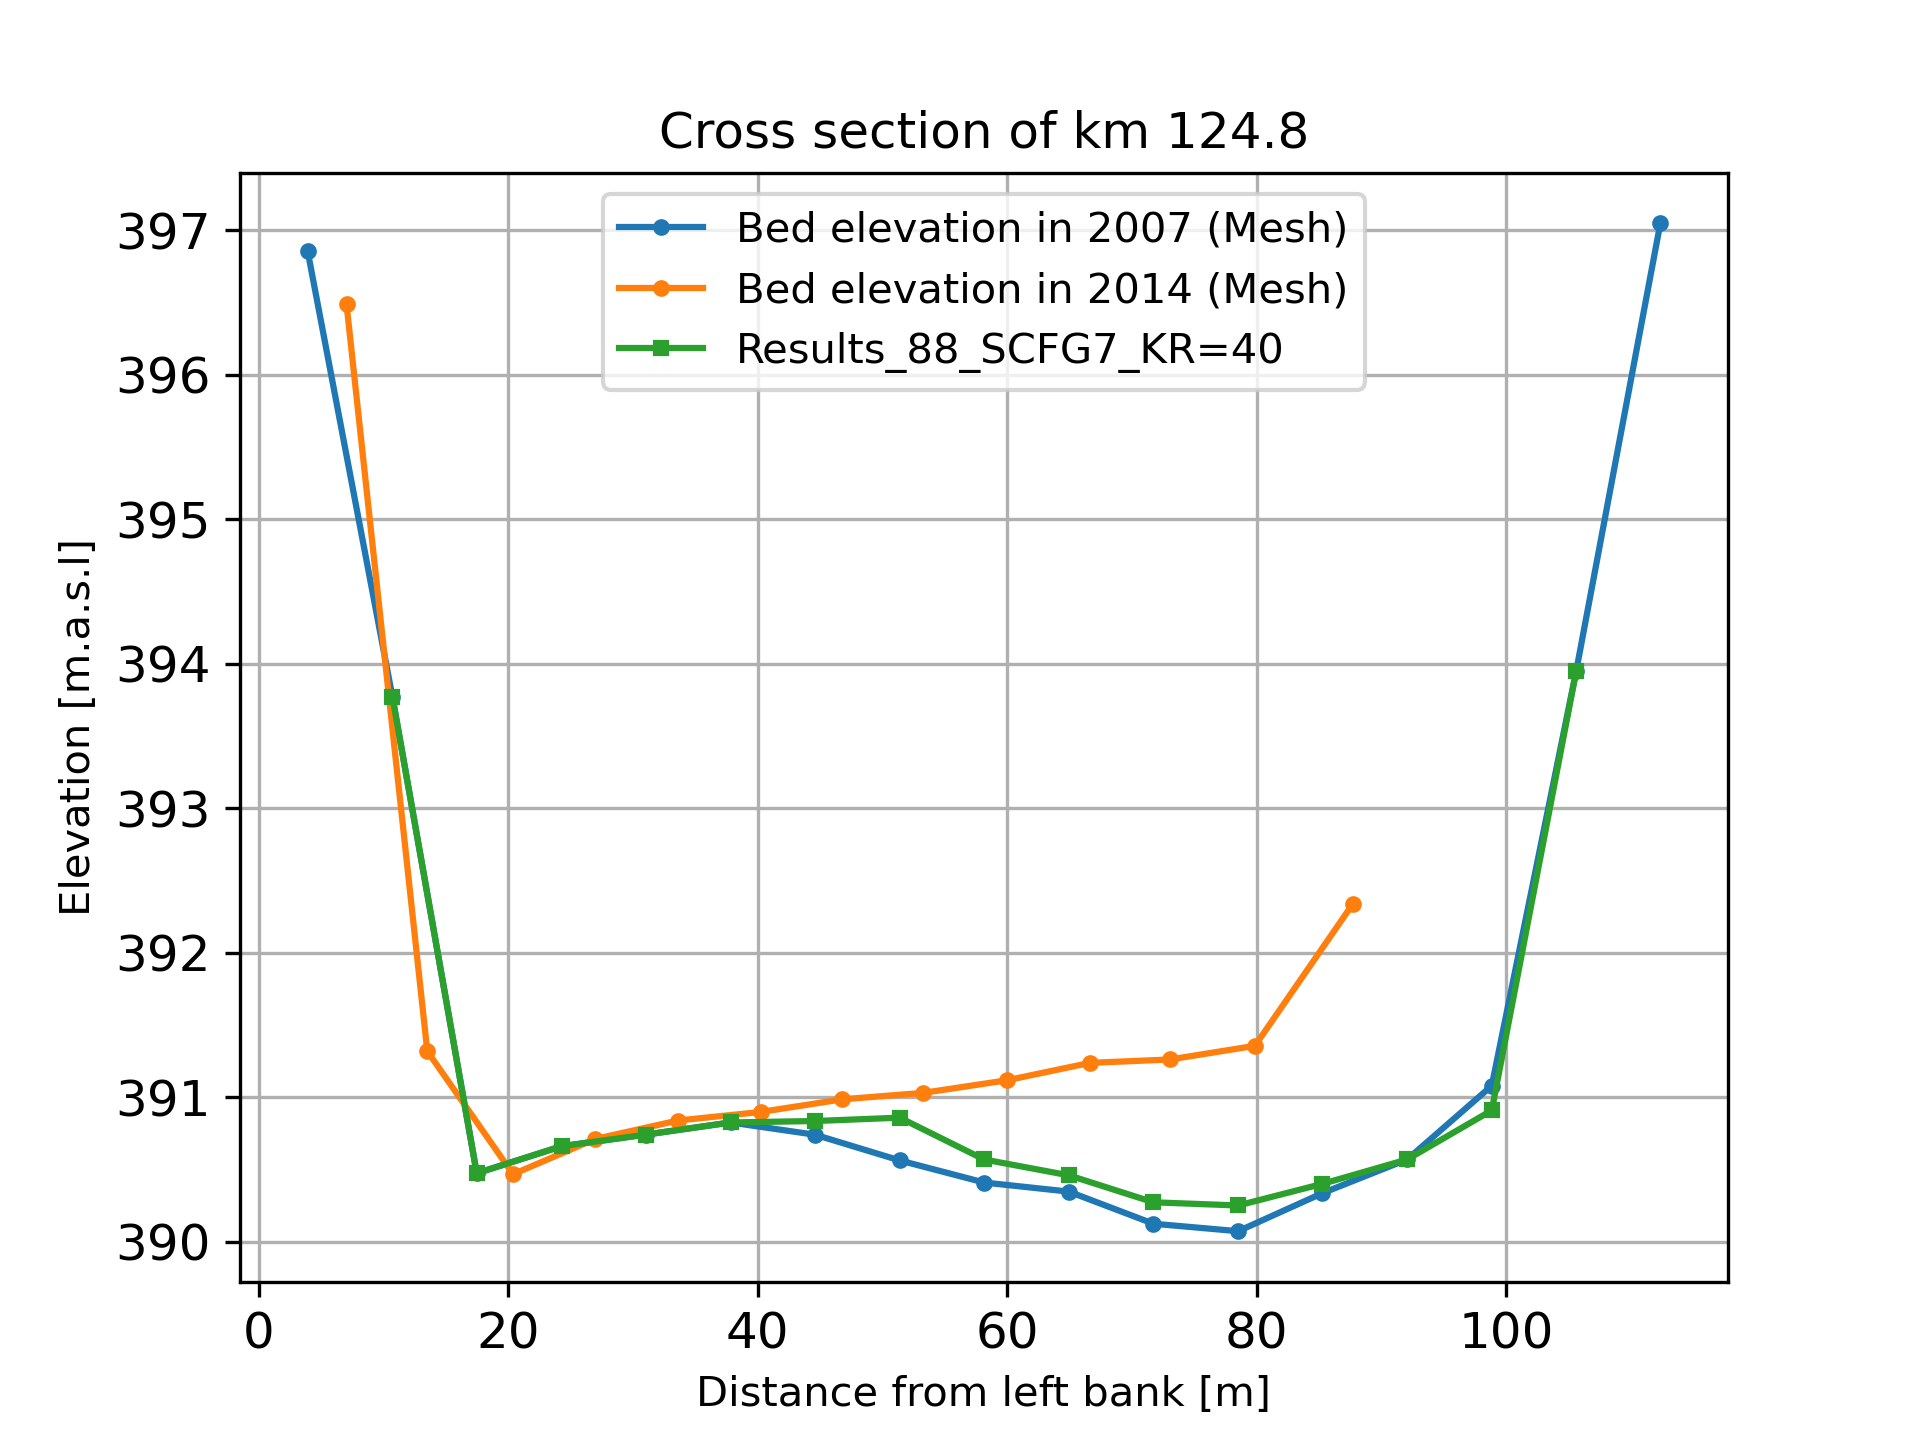 Cross section of km 124.8
Bed elevation in 2007 (Mesh)
Bed elevation in 2014 (Mesh)
Results_88_SCFG7_KR=40
397
396
395
394
393
392
391
390
Elevation [m.a.s.l]
0 20 40 60 80 100
Distance from left bank [m]